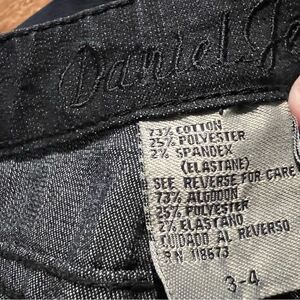 Daniel
73% COTTON
25% POLYESTER
2% SPANDEX
(ELASTANE)
SEE REVERSE FOR CARE
73% ALGODON
25% POLYESTER
2% ELASTANO
CUIDADO AL REVERSO
RN 118673
3-4